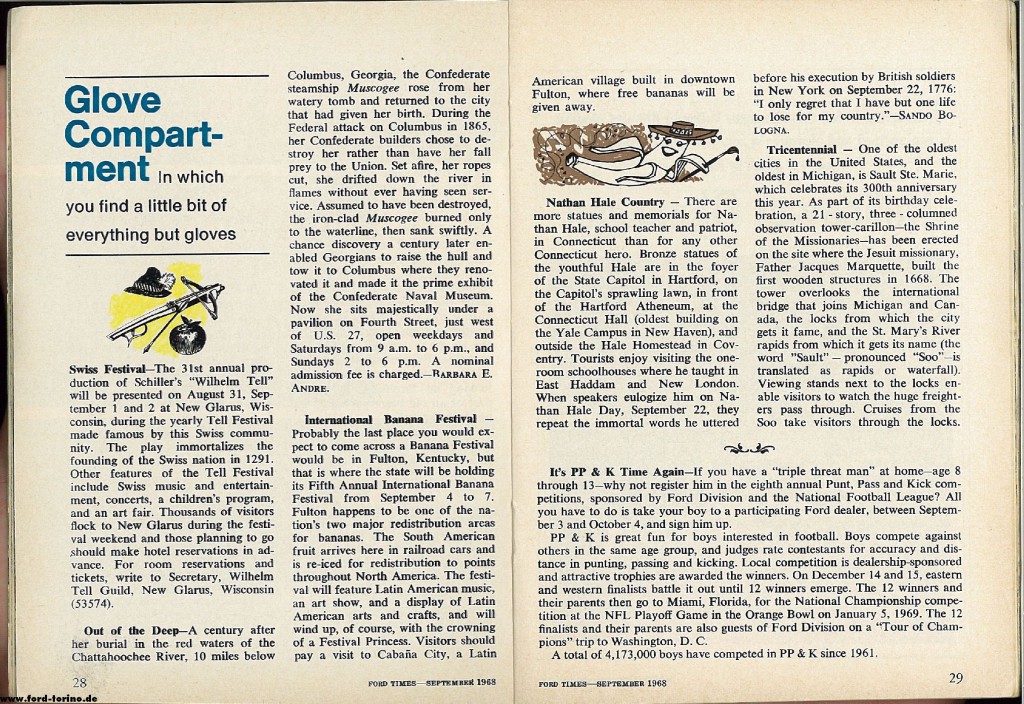 Glove
Compart-
ment In which
you find a little bit of
everything but gloves
Swiss Festival—The 31st annual pro-
duction of Schiller's "Wilhelm Tell"
will be presented on August 31, Sep-
tember 1 and 2 at New Glarus, Wis-
consin, during the yearly Tell Festival
made famous by this Swiss commu-
nity. The play immortalizes the
founding of the Swiss nation in 1291.
Other features of the Tell Festival
include Swiss music and entertain-
ment, concerts, a children's program,
and an art fair. Thousands of visitors
flock to New Glarus during the festi-
val weekend and those planning to go
should make hotel reservations in ad-
vance. For room reservations and
tickets, write to Secretary, Wilhelm
Tell Guild, New Glarus, Wisconsin
(53574).
Out of the Deep—A century after
her burial in the red waters of the
Chattahoochee River, 10 miles below
Columbus, Georgia, the Confederate
steamship Muscogee rose from her
watery tomb and returned to the city
that had given her birth. During the
Federal attack on Columbus in 1865,
her Confederate builders chose to de-
stroy her rather than have her fall
prey to the Union. Set afire, her ropes
cut, she drifted down the river in
flames without ever having seen ser-
vice. Assumed to have been destroyed,
the iron-clad Muscogee burned only
to the waterline, then sank swiftly. A
chance discovery a century later en-
abled Georgians to raise the hull and
tow it to Columbus where they reno-
vated it and made it the prime exhibit
of the Confederate Naval Museum.
Now she sits majestically under a
pavilion on Fourth Street, just west
of U.S. 27, open weekdays and
Saturdays from 9 a.m. to 6 p.m., and
Sundays 2 to 6 p.m. A nominal
admission fee is charged.—BARBARA E.
ANDRE.
International Banana Festival —
Probably the last place you would ex-
pect to come across a Banana Festival
would be in Fulton, Kentucky, but
that is where the state will be holding
its Fifth Annual International Banana
Festival from September 4 to 7.
Fulton happens to be one of the na-
tion's two major redistribution areas
for bananas. The South American
fruit arrives here in railroad cars and
is re-iced for redistribution to points
throughout North America. The festi-
val will feature Latin American music,
an art show, and a display of Latin
American arts and crafts, and will
wind up, of course, with the crowning
of a Festival Princess. Visitors should
pay a visit to Cabaña City, a Latin
28
FORD TIMES—SEPTEMBER 1968
American village built in downtown
Fulton, where free bananas will be
given away.
Nathan Hale Country — There are
more statues and memorials for Na-
than Hale, school teacher and patriot,
in Connecticut than for any other
Connecticut hero. Bronze statues of
the youthful Hale are in the foyer
of the State Capitol in Hartford, on
the Capitol's sprawling lawn, in front
of the Hartford Atheneum, at the
Connecticut Hall (oldest building on
the Yale Campus in New Haven), and
outside the Hale Homestead in Cov-
entry. Tourists enjoy visiting the one-
room schoolhouses where he taught in
East Haddam and New London.
When speakers eulogize him on Na-
than Hale Day, September 22, they
repeat the immortal words he uttered
before his execution by British soldiers
in New York on September 22, 1776:
"I only regret that I have but one life
to lose for my country."—SANDO BO-
LOGNA.
Tricentennial — One of the oldest
cities in the United States, and the
oldest in Michigan, is Sault Ste. Marie,
which celebrates its 300th anniversary
this year. As part of its birthday cele-
bration, a 21 - story, three - columned
observation tower-carillon—the Shrine
of the Missionaries—has been erected
on the site where the Jesuit missionary,
Father Jacques Marquette, built the
first wooden structures in 1668. The
tower overlooks the international
bridge that joins Michigan and Can-
ada, the locks from which the city
gets it fame, and the St. Mary's River
rapids from which it gets its name (the
word "Sault" — pronounced "Soo"—is
translated as rapids or waterfall).
Viewing stands next to the locks en-
able visitors to watch the huge freight-
ers pass through. Cruises from the
Soo take visitors through the locks.
It's PP & K Time Again—If you have a "triple threat man" at home—age 8
through 13—why not register him in the eighth annual Punt, Pass and Kick com-
petitions, sponsored by Ford Division and the National Football League? All
you have to do is take your boy to a participating Ford dealer, between Septem-
ber 3 and October 4, and sign him up.
PP & K is great fun for boys interested in football. Boys compete against
others in the same age group, and judges rate contestants for accuracy and dis-
tance in punting, passing and kicking. Local competition is dealership-sponsored
and attractive trophies are awarded the winners. On December 14 and 15, eastern
and western finalists battle it out until 12 winners emerge. The 12 winners and
their parents then go to Miami, Florida, for the National Championship compe-
tition at the NFL Playoff Game in the Orange Bowl on January 5, 1969. The 12
finalists and their parents are also guests of Ford Division on a "Tour of Cham-
pions" trip to Washington, D. C.
A total of 4,173,000 boys have competed in PP & K since 1961.
FORD TIMES—SEPTEMBER 1968
29
www.ford-torino.de